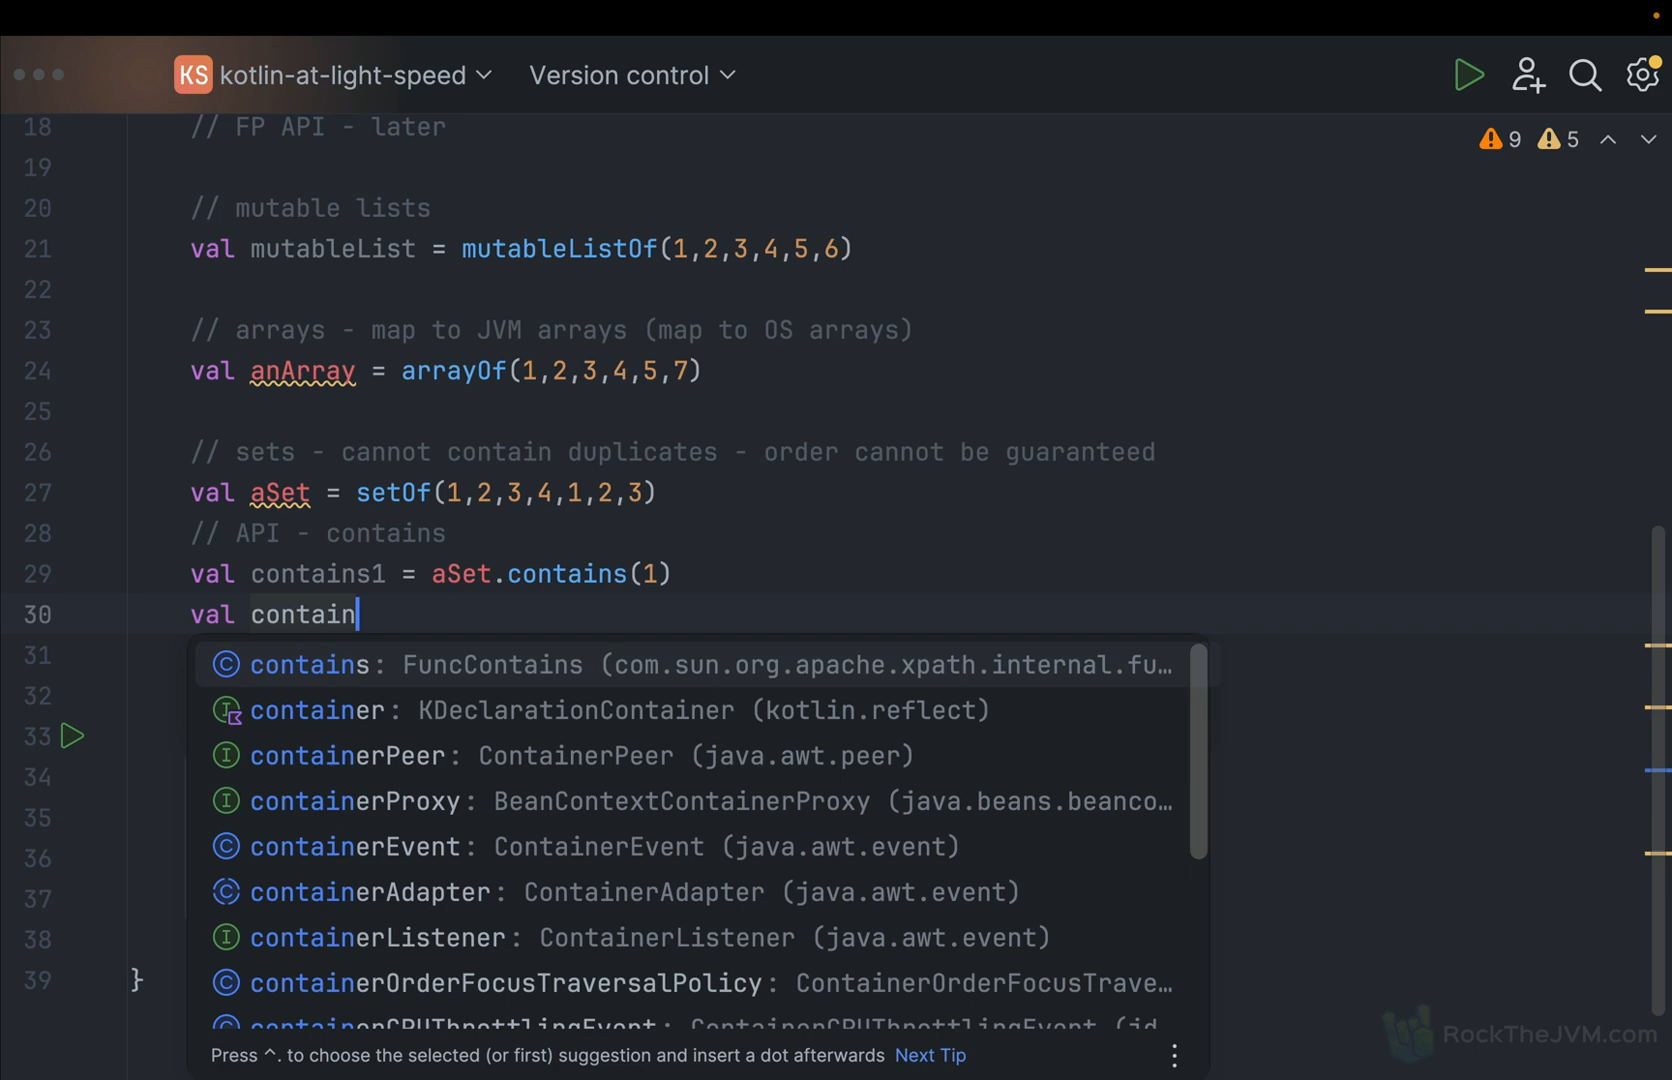 KS kotlin-at-light-speed Version control
18 // FP API - later
9 5
19
20 // mutable lists
21 val mutableList = mutableListOf(1,2,3,4,5,6)
22
23 // arrays - map to JVM arrays (map to OS arrays)
24 val anArray = arrayOf(1,2,3,4,5,7)
25
26 // sets - cannot contain duplicates - order cannot be guaranteed
27 val aSet = setOf(1,2,3,4,1,2,3)
28 // API - contains
29 val contains1 = aSet.contains(1)
30 val contain
31 contains: FuncContains (com.sun.org.apache.xpath.internal.fu…
32 container: KDeclarationContainer (kotlin.reflect)
33 containerPeer: ContainerPeer (java.awt.peer)
34 containerProxy: BeanContextContainerProxy (java.beans.beanco…
35
36 containerEvent: ContainerEvent (java.awt.event)
37 containerAdapter: ContainerAdapter (java.awt.event)
38 containerListener: ContainerListener (java.awt.event)
39 } containerOrderFocusTraversalPolicy: ContainerOrderFocusTrave…
containerCPUThrottlingEvent: ContainerCPUThrottlingEvent (jd
Press ^. to choose the selected (or first) suggestion and insert a dot afterwards Next Tip
RockTheJVM.com